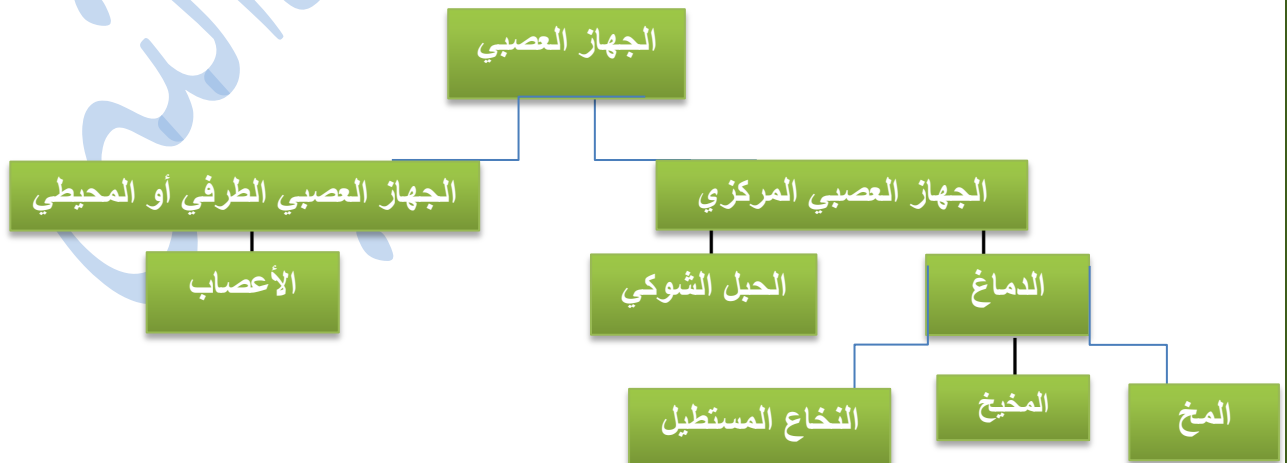 الجهاز العصبي
الجهاز العصبي المركزي
الجهاز العصبي الطرفي أو المحيطي
الدماغ
الحبل الشوكي
الأعصاب
المخ
المخيخ
النخاع المستطيل